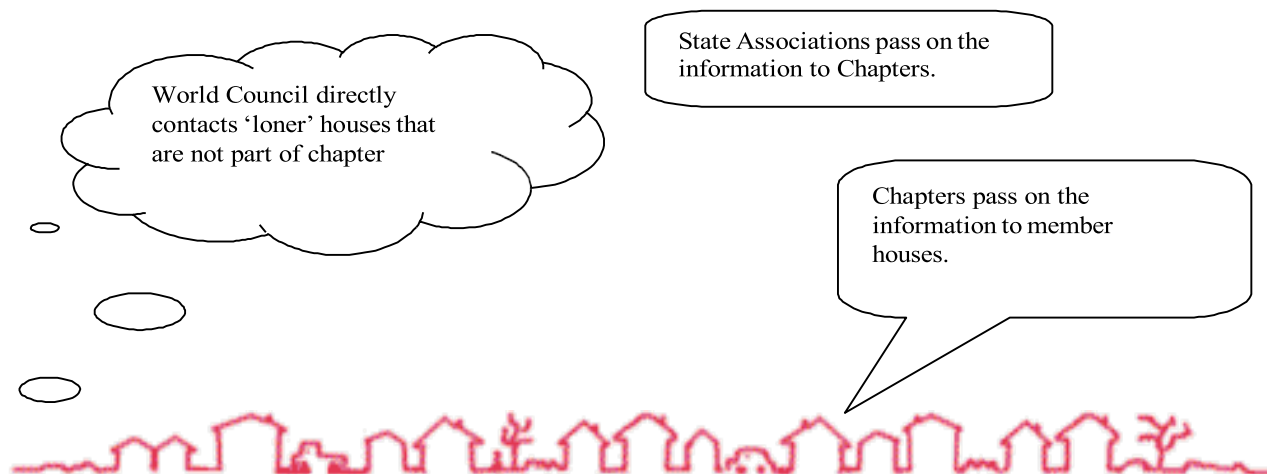 World Council directly
contacts ‘loner’ houses that
are not part of chapter
State Associations pass on the
information to Chapters.
Chapters pass on the
information to member
houses.